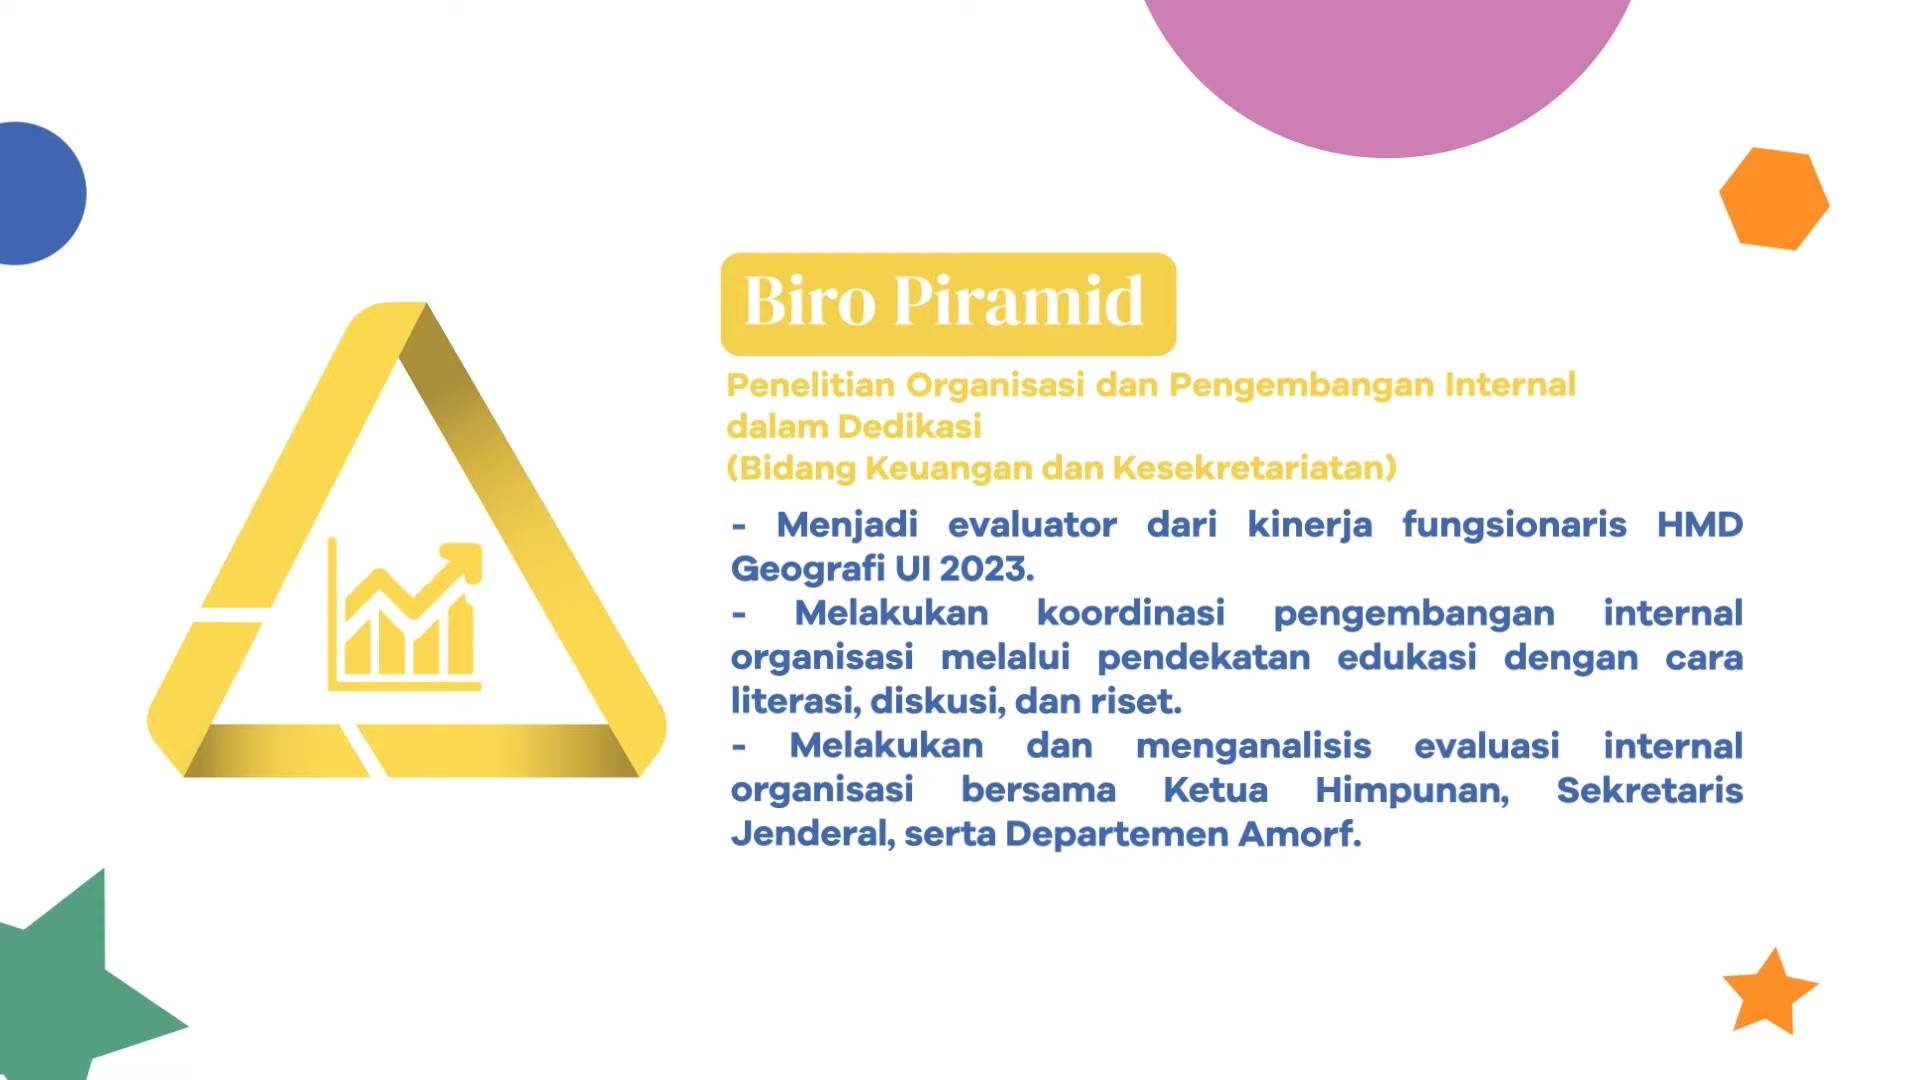 Biro Piramid
Penelitian Organisasi dan Pengembangan Internal
dalam Dedikasi
(Bidang Keuangan dan Kesekretariatan)
- Menjadi evaluator dari kinerja fungsionaris HMD
Geografi UI 2023.
- Melakukan koordinasi pengembangan internal
organisasi melalui pendekatan edukasi dengan cara
literasi, diskusi, dan riset.
- Melakukan dan menganalisis evaluasi internal
organisasi bersama Ketua Himpunan, Sekretaris
Jenderal, serta Departemen Amorf.